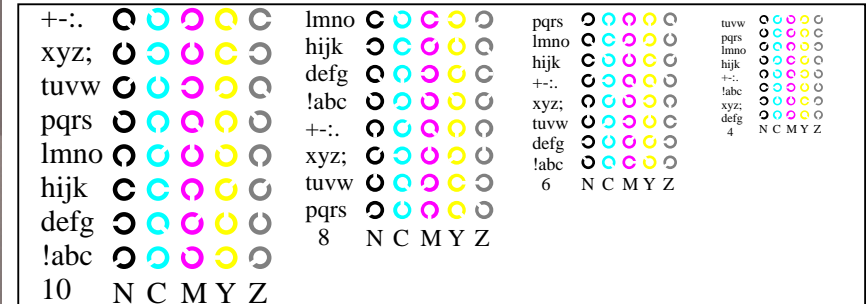 +-:.
xyz;
tuvw
pqrs
lmno
hijk
defg
!abc
10 N C M Y Z
lmno
hijk
defg
!abc
+-:.
xyz;
tuvw
pqrs
8 N C M Y Z
pqrs
lmno
hijk
+-:.
xyz;
tuvw
defg
!abc
6 N C M Y Z
tuvw
pqrs
lmno
hijk
+-:.
!abc
xyz;
defg
4 N C M Y Z